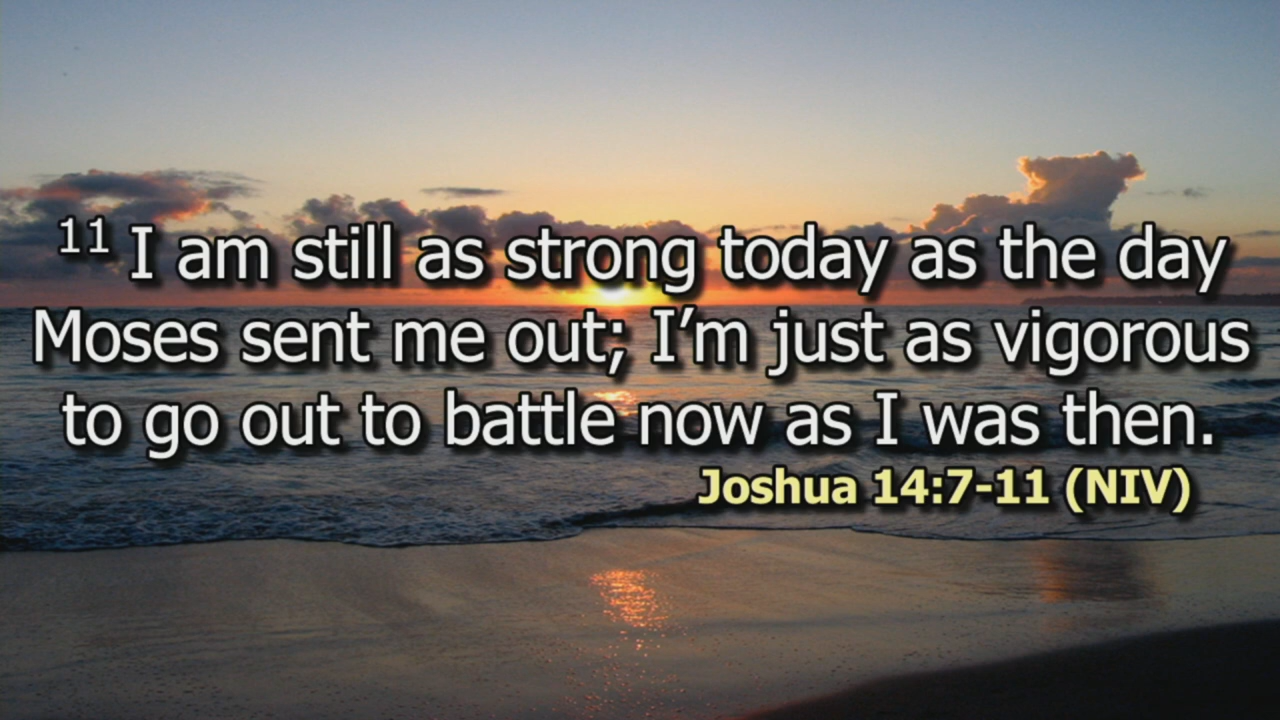 11 I am still as strong today as the day
Moses sent me out; I’m just as vigorous
to go out to battle now as I was then.
Joshua 14:7-11 (NIV)